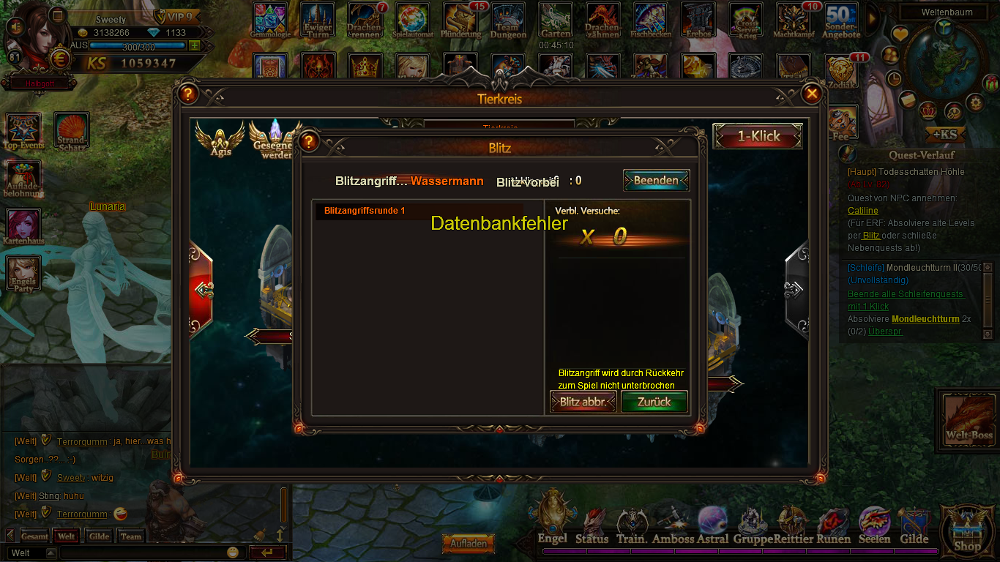 Sweety
VIP 9
3138266
1133
AUS
300/300
81
KS 1059347
Halbgott
Gemmologie
Ewiger Turm
7
Drachen-rennen
Spielautomat
15
Plünderung
Team Dungeon
Garten
00:45:10
Drachen-zähmen
Fischbecken
Erebos
Cross Server Krieg
10
Machtkampf
50
Sonder-Angebote
Weltenbaum
11
Zodiak
Fee
+KS
Top-Events
Strand-Schatz
Auflade-belohnung
Kartenhaus
Engels Party
Lunaria
Tierkreis
Tierkreis
Ägis
Gesegnet
werden
1-Klick
Blitz
Blitzangriff... Wassermann
: 0
Beenden
Blitzangriffsrunde 1
Datenbankfehler
Verbl. Versuche:
x 0
Blitzangriff wird durch Rückkehr
zum Spiel nicht unterbrochen
Blitz abbr.
Zurück
Quest-Verlauf
[Haupt] Todesschatten Höhle
(Ab Lv. 82)
Quest von NPC annehmen:
Catiline
(Für ERF: Absolviere alte Levels
per Blitz oder schließe
Nebenquests ab!)
[Schleife] Mondleuchtturm II(30/50
(Unvollständig)
Beende alle Schleifenquests
mit 1 Klick
Absolviere Mondleuchtturm 2x
(0/2) Überspr.
Welt-Boss
[Welt] Terrorgumm : ja, hier...was h
Sorgen..??... :-)
[Welt] Sweety : witzig
[Welt] Sting: huhu
[Welt] Terrorgumm :
Gesamt
Welt
Gilde
Team
Welt
Aufladen
Engel
Status
Train.
Amboss
Astral
Gruppe
Reittier
Runen
Seelen
Gilde
Shop